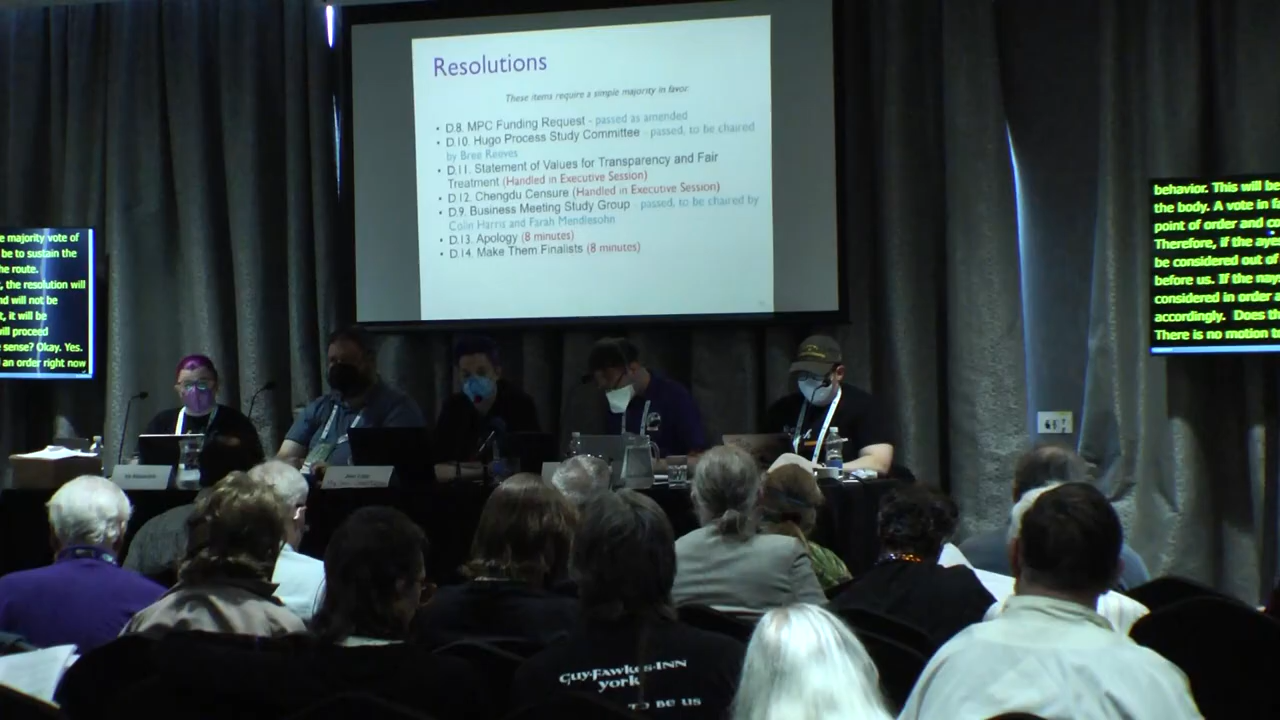 Resolutions
These items require a simple majority in favor:
• D.8. MPC Funding Request - passed as amended
• D.10. Hugo Process Study Committee - passed, to be chaired
by Bree Reeves
• D.11. Statement of Values for Transparency and Fair
Treatment (Handled in Executive Session)
• D.12. Chengdu Censure (Handled in Executive Session)
• D.9. Business Meeting Study Group - passed, to be chaired by
Colin Harris and Farah Mendlesohn
• D.13. Apology (8 minutes)
• D.14. Make Them Finalists (8 minutes)
e majority vote of
be to sustain the
he route.
, the resolution will
nd will not be
t, it will be
will proceed
sense? Okay. Yes.
an order right now
behavior. This will be
the body. A vote in f
point of order and co
Therefore, if the ayes
be considered out of
before us. If the nays
considered in order a
accordingly. Does th
There is no motion to
Guy-Fawkes-INN
york
TO BE US